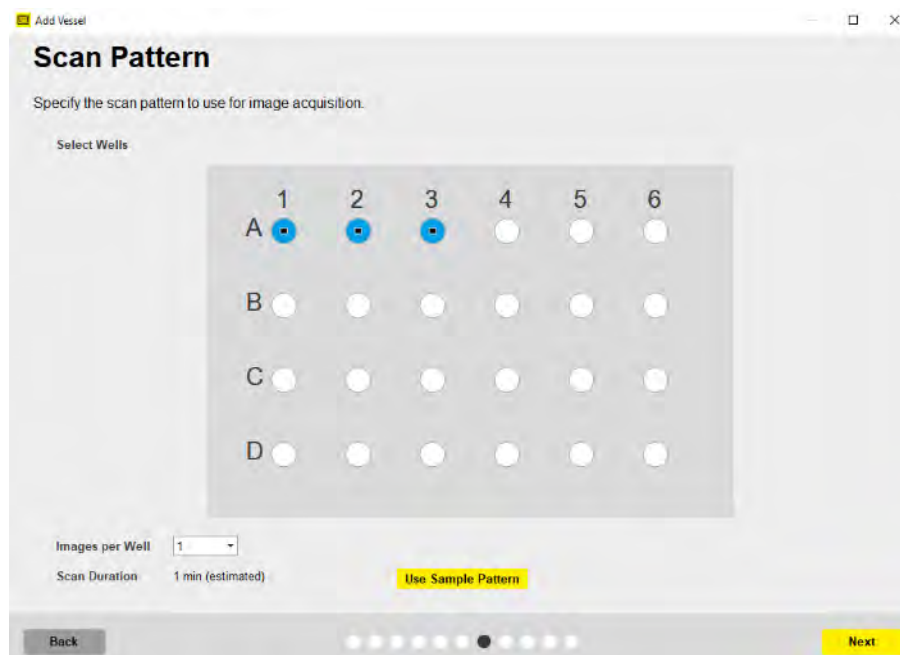 Add Vessel
Scan Pattern
Specify the scan pattern to use for image acquisition.
Select Wells
1 2 3 4 5 6
A
B
C
D
Images per Well 1
Scan Duration 1 min (estimated)
Use Sample Pattern
Back Next